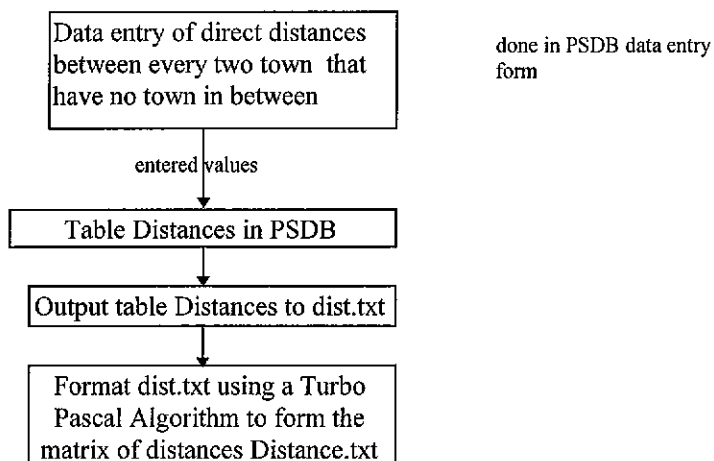 Data entry of direct distances
between every two town that
have no town in between
done in PSDB data entry
form
entered values
Table Distances in PSDB
Output table Distances to dist.txt
Format dist.txt using a Turbo
Pascal Algorithm to form the
matrix of distances Distance.txt